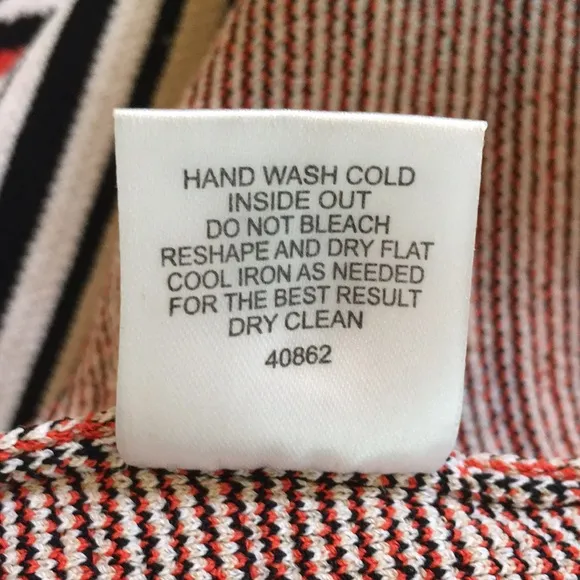 HAND WASH COLD
INSIDE OUT
DO NOT BLEACH
RESHAPE AND DRY FLAT
COOL IRON AS NEEDED
FOR THE BEST RESULT
DRY CLEAN
40862